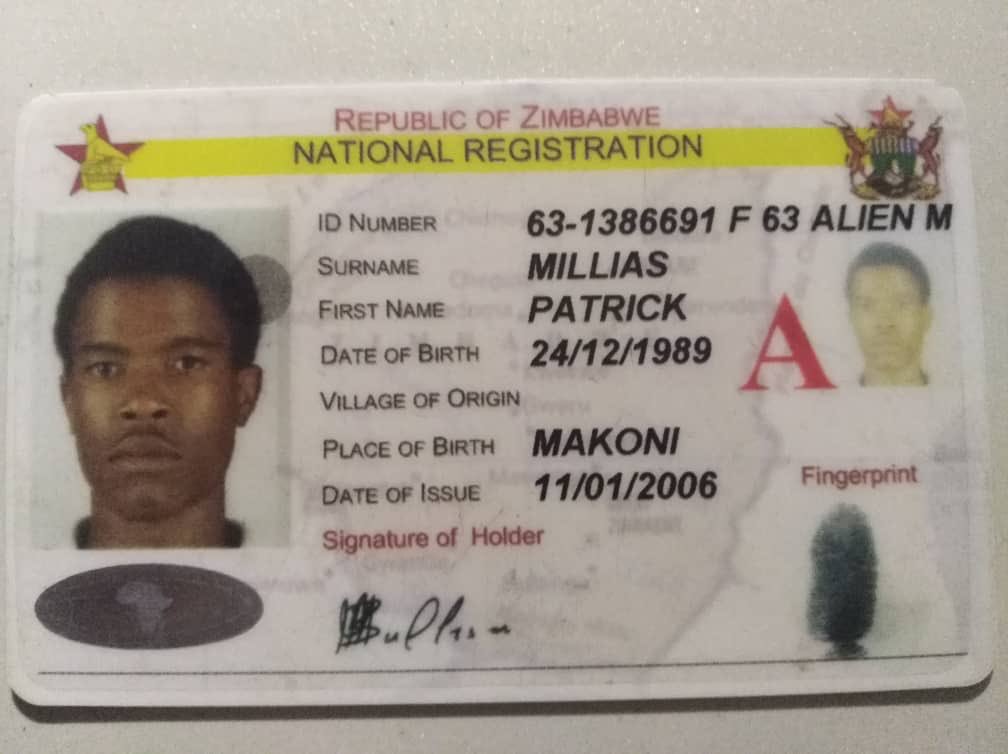 REPUBLIC OF ZIMBABWE
NATIONAL REGISTRATION
ID NUMBER 63-1386691 F 63 ALIEN M
SURNAME MILLIAS
FIRST NAME PATRICK
DATE OF BIRTH 24/12/1989
A
VILLAGE OF ORIGIN
PLACE OF BIRTH MAKONI
DATE OF ISSUE 11/01/2006
Fingerprint
Signature of Holder